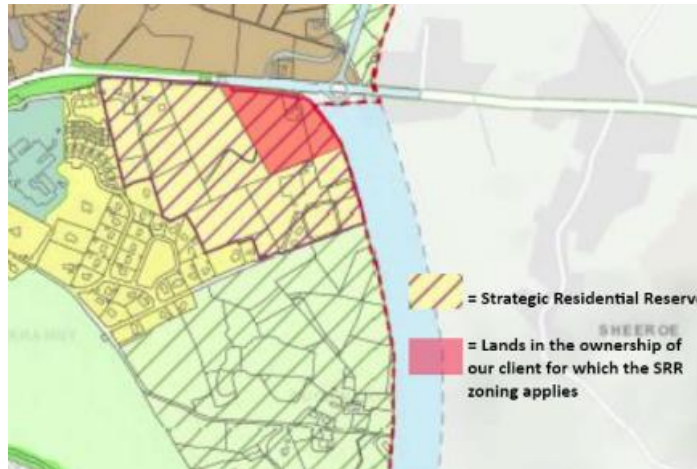 = Strategic Residential Reserv
SHEEROE
= Lands in the ownership of
our client for which the SRR
zoning applies